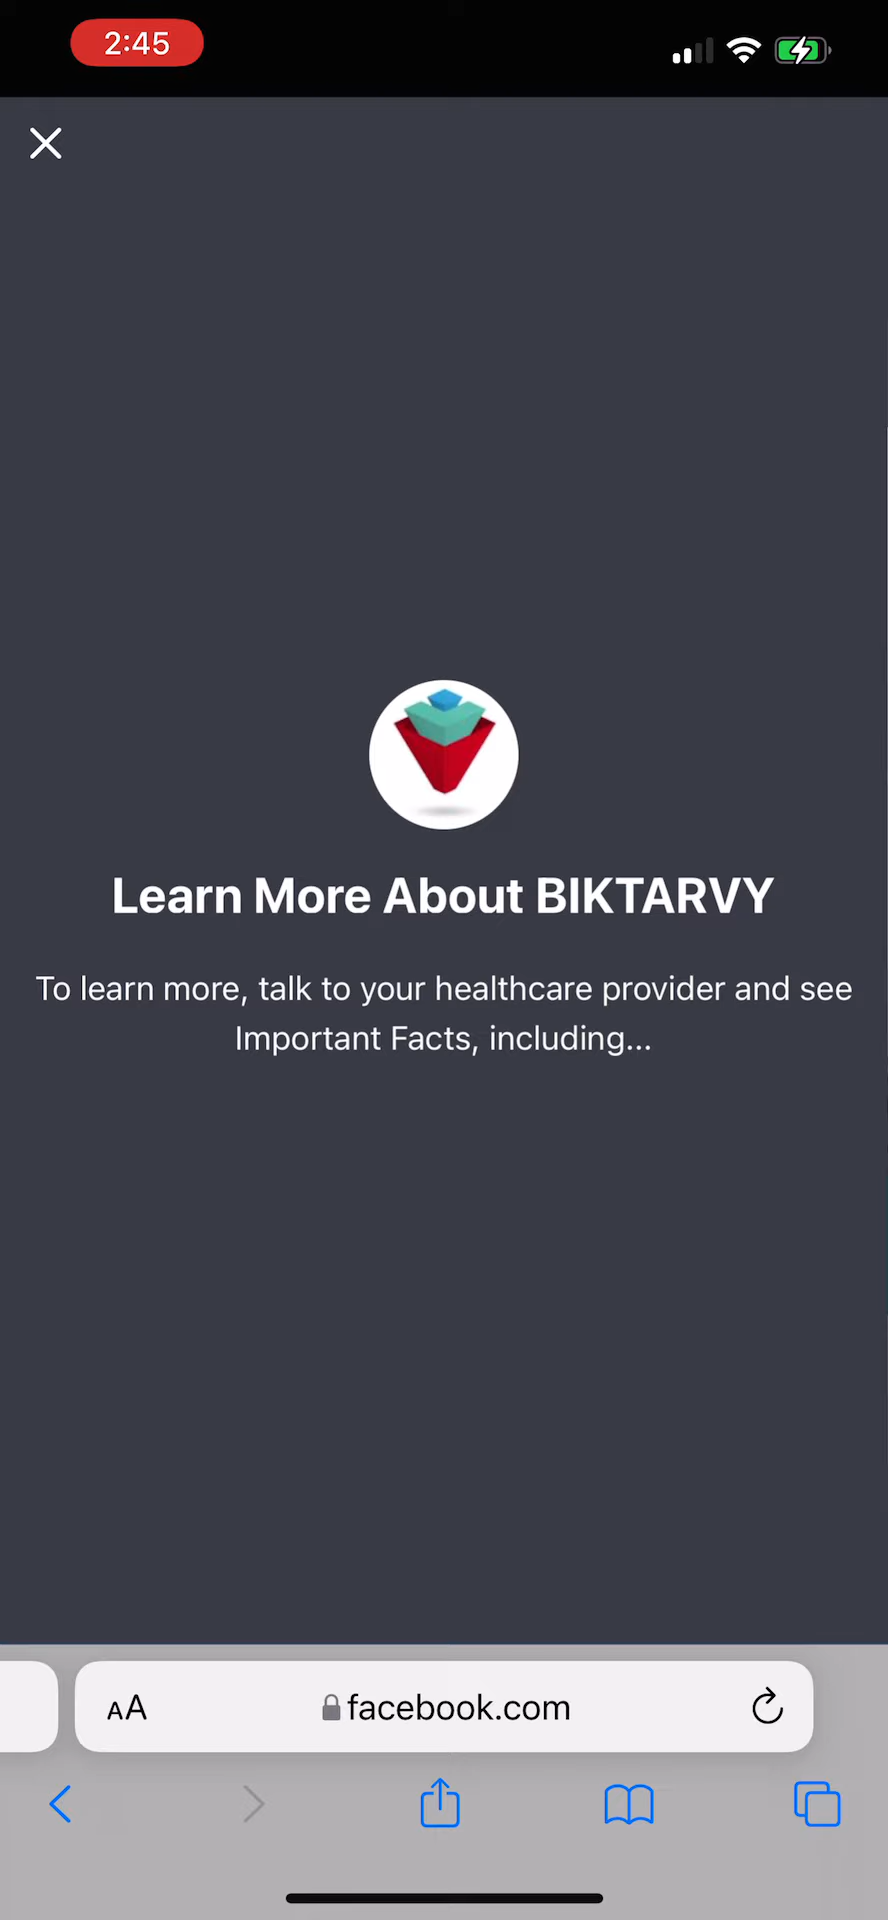 2:45
Learn More About BIKTARVY
To learn more, talk to your healthcare provider and see
Important Facts, including...
AA facebook.com